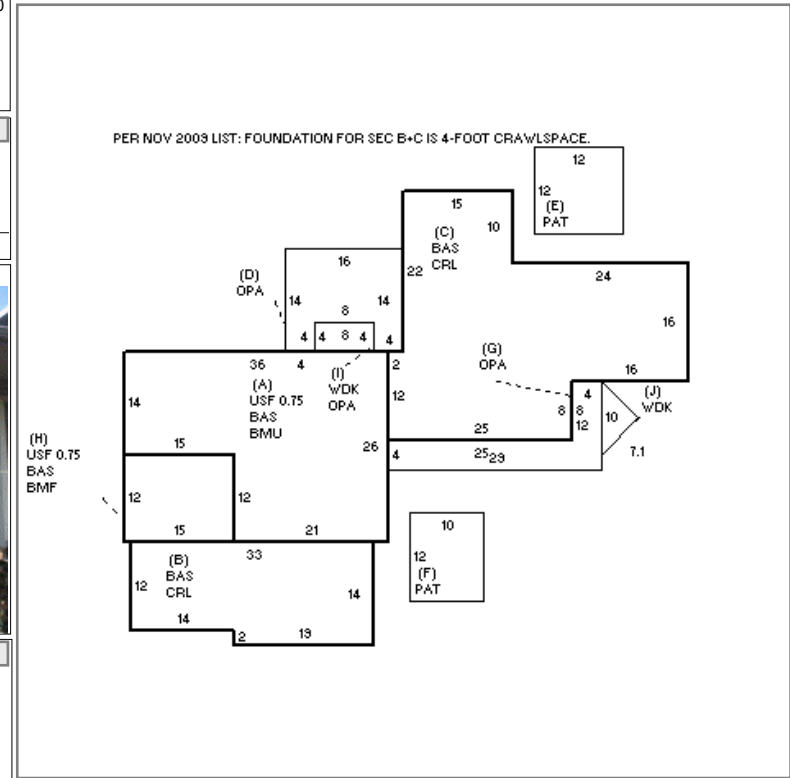 PER NOV 2009 LIST: FOUNDATION FOR SEC B+C IS 4-FOOT CRAWLSPACE.
12
12
(E)
PAT
15
10
(C)
BAS
CRL
22
24
16
16
(D)
OPA
16
14
14
8
4 4 8 4 4
(G)
OPA
36 4
(I)
WDK
OPA
2
12
(A)
USF 0.75
BAS
BMU
14
15
26
25
8
4
8
12
10
(J)
WDK
7.1
4
25
29
(H)
USF 0.75
BAS
BMF
12
12
15
21
33
(B)
BAS
CRL
12
14
14
2
19
10
12
(F)
PAT